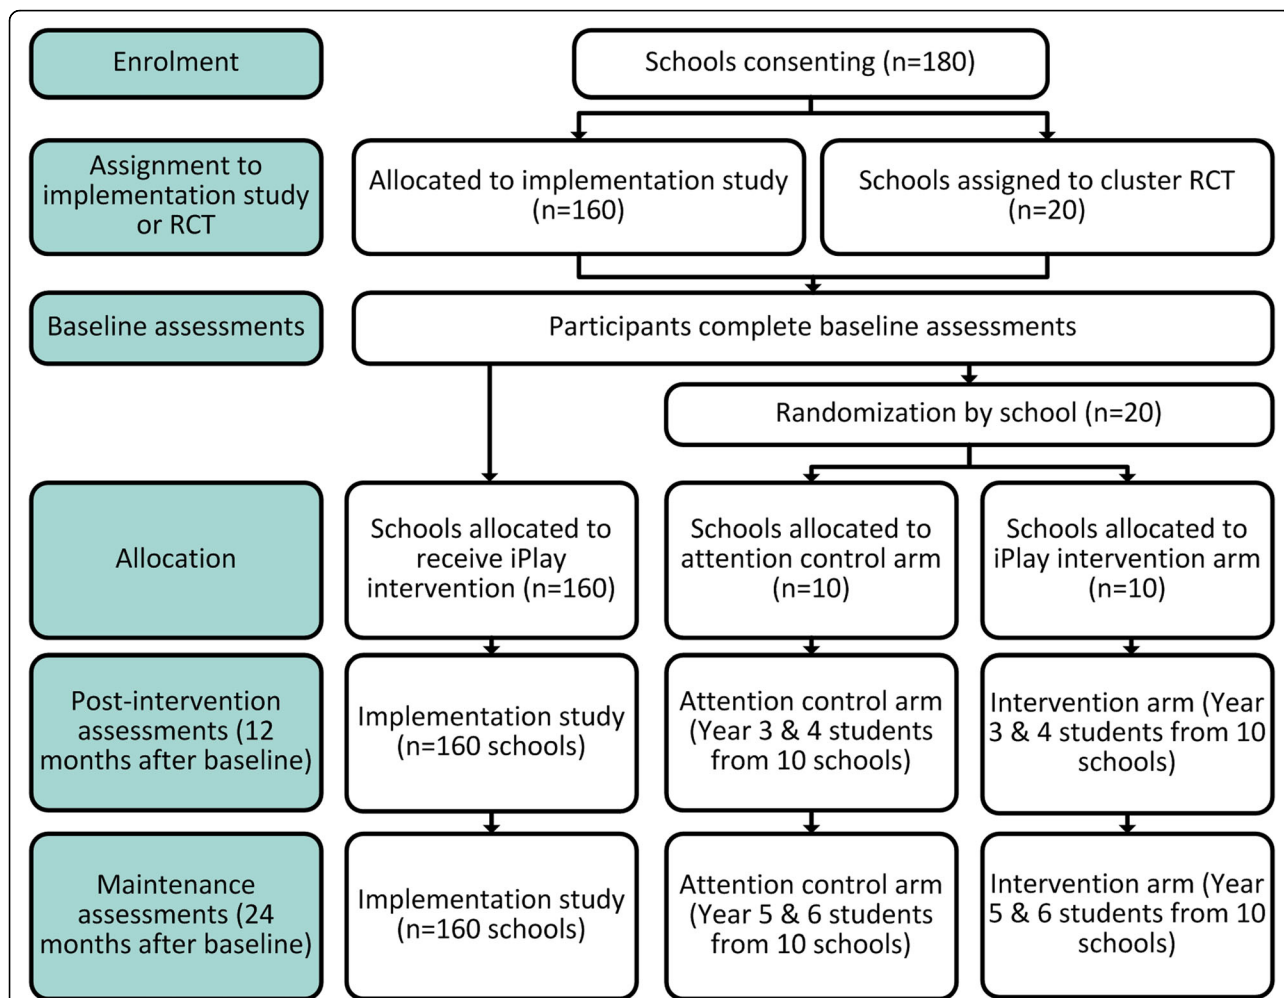 Enrolment
Schools consenting (n=180)
Assignment to
implementation study
or RCT
Allocated to implementation study
(n=160)
Schools assigned to cluster RCT
(n=20)
Baseline assessments
Participants complete baseline assessments
Randomization by school (n=20)
Allocation
Schools allocated to
receive iPlay
intervention (n=160)
Schools allocated to
attention control arm
(n=10)
Schools allocated to
iPlay intervention arm
(n=10)
Post-intervention
assessments (12
months after baseline)
Implementation study
(n=160 schools)
Attention control arm
(Year 3 & 4 students
from 10 schools)
Intervention arm (Year
3 & 4 students from 10
schools)
Maintenance
assessments (24
months after baseline)
Implementation study
(n=160 schools)
Attention control arm
(Year 5 & 6 students
from 10 schools)
Intervention arm (Year
5 & 6 students from 10
schools)